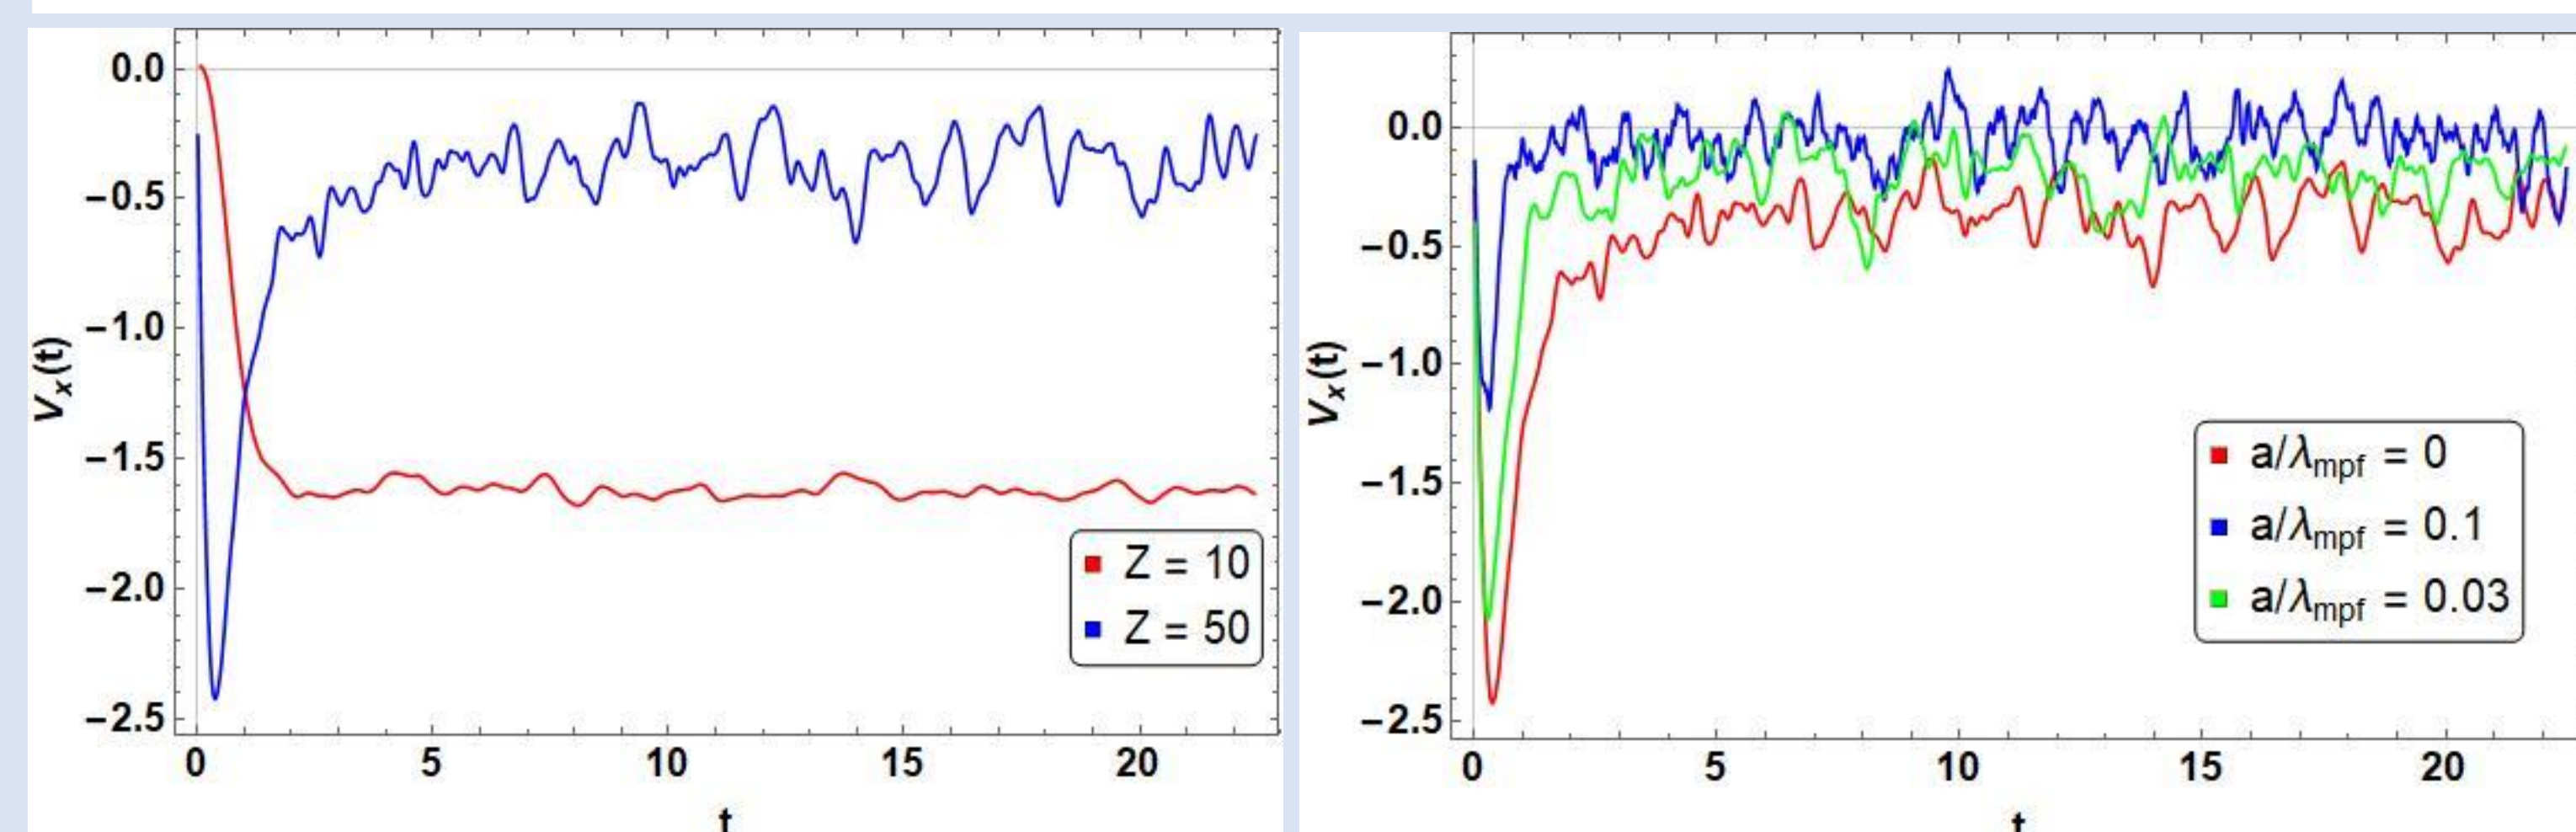 0.0
−0.5
−1.0
−1.5
−2.0
−2.5
Vx(t)
0 5 10 15 20
t
Z = 10
Z = 50
0.0
−0.5
−1.0
−1.5
−2.0
−2.5
Vx(t)
0 5 10 15 20
t
a/λmpf = 0
a/λmpf = 0.1
a/λmpf = 0.03